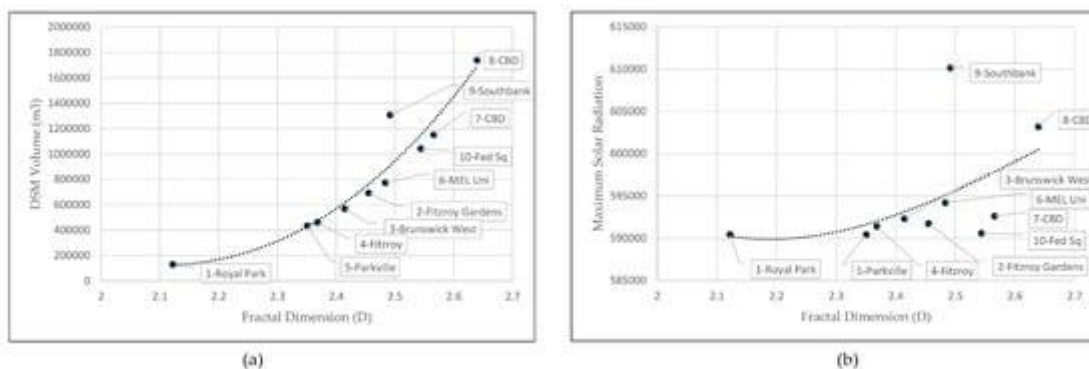 2000000
1800000
1600000
1400000
1200000
1000000
800000
600000
400000
200000
0
DSM Volume (m3)
8-CBD
9-Southbank
7-CBD
10-Fed Sq
6-MEL Uni
2-Fitzroy Gardens
3-Brunswick West
4-Fitzroy
5-Parkville
1-Royal Park
2 2.1 2.2 2.3 2.4 2.5 2.6 2.7
Fractal Dimension (D)
(a)
615000
610000
605000
600000
595000
590000
585000
Maximum Solar Radiation
9-Southbank
8-CBD
3-Brunswick West
6-MEL Uni
7-CBD
10-Fed Sq
1-Royal Park
1-Parkville
4-Fitzroy
2-Fitzroy Gardens
2 2.1 2.2 2.3 2.4 2.5 2.6 2.7
Fractal Dimension (D)
(b)